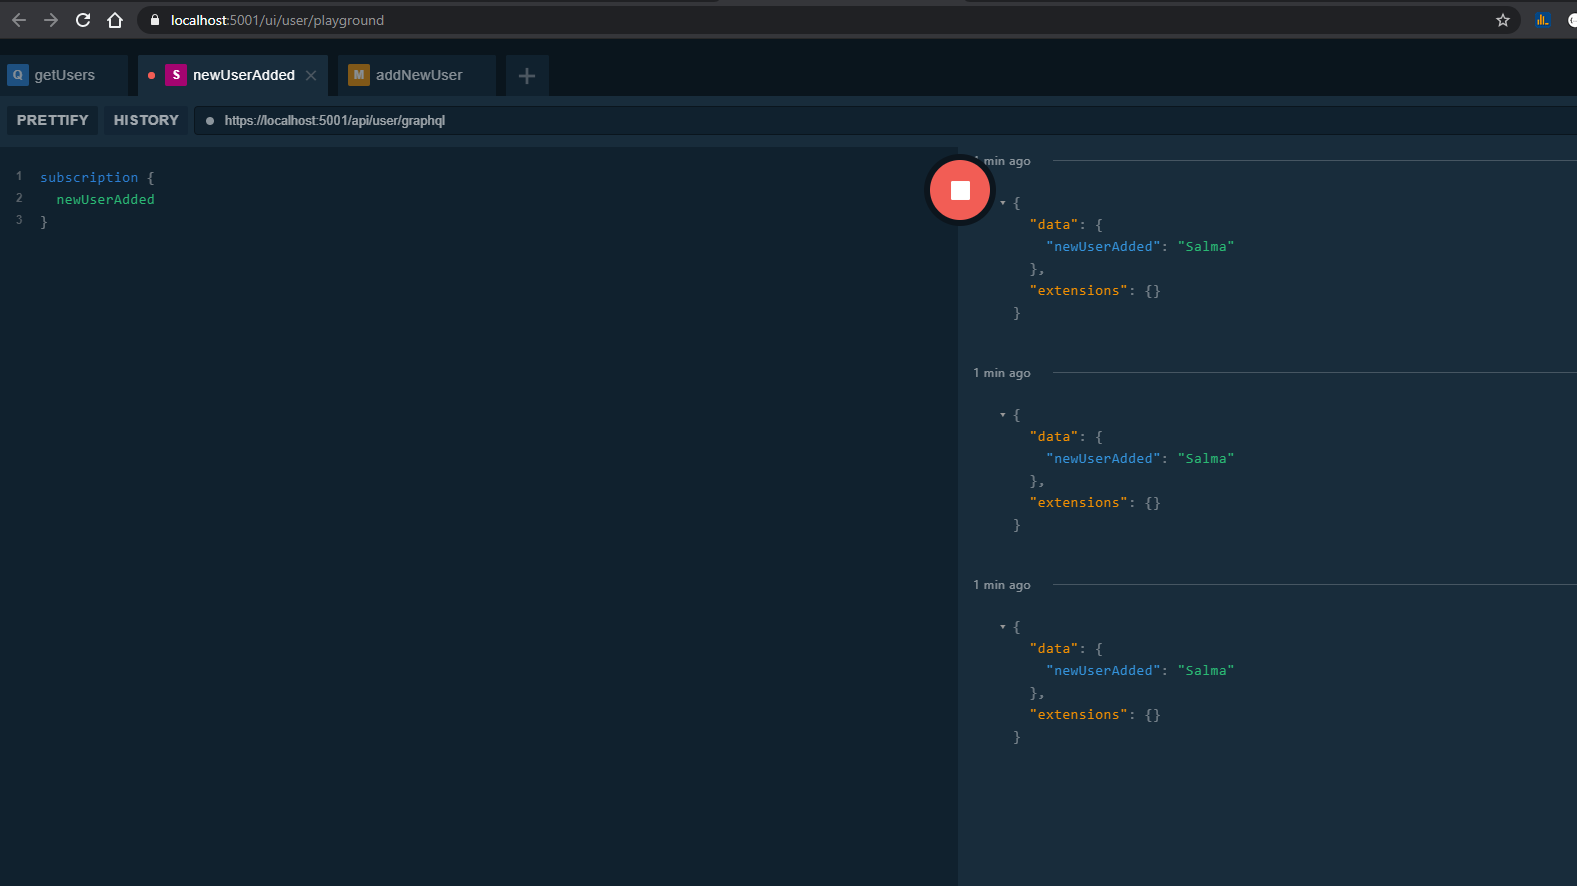 localhost:5001/ui/user/playground
Q getUsers
S newUserAdded
M addNewUser
PRETTIFY
HISTORY
https://localhost:5001/api/user/graphql
1 subscription {
2 newUserAdded
3 }
min ago
{
"data": {
"newUserAdded": "Salma"
},
"extensions": {}
}
1 min ago
{
"data": {
"newUserAdded": "Salma"
},
"extensions": {}
}
1 min ago
{
"data": {
"newUserAdded": "Salma"
},
"extensions": {}
}